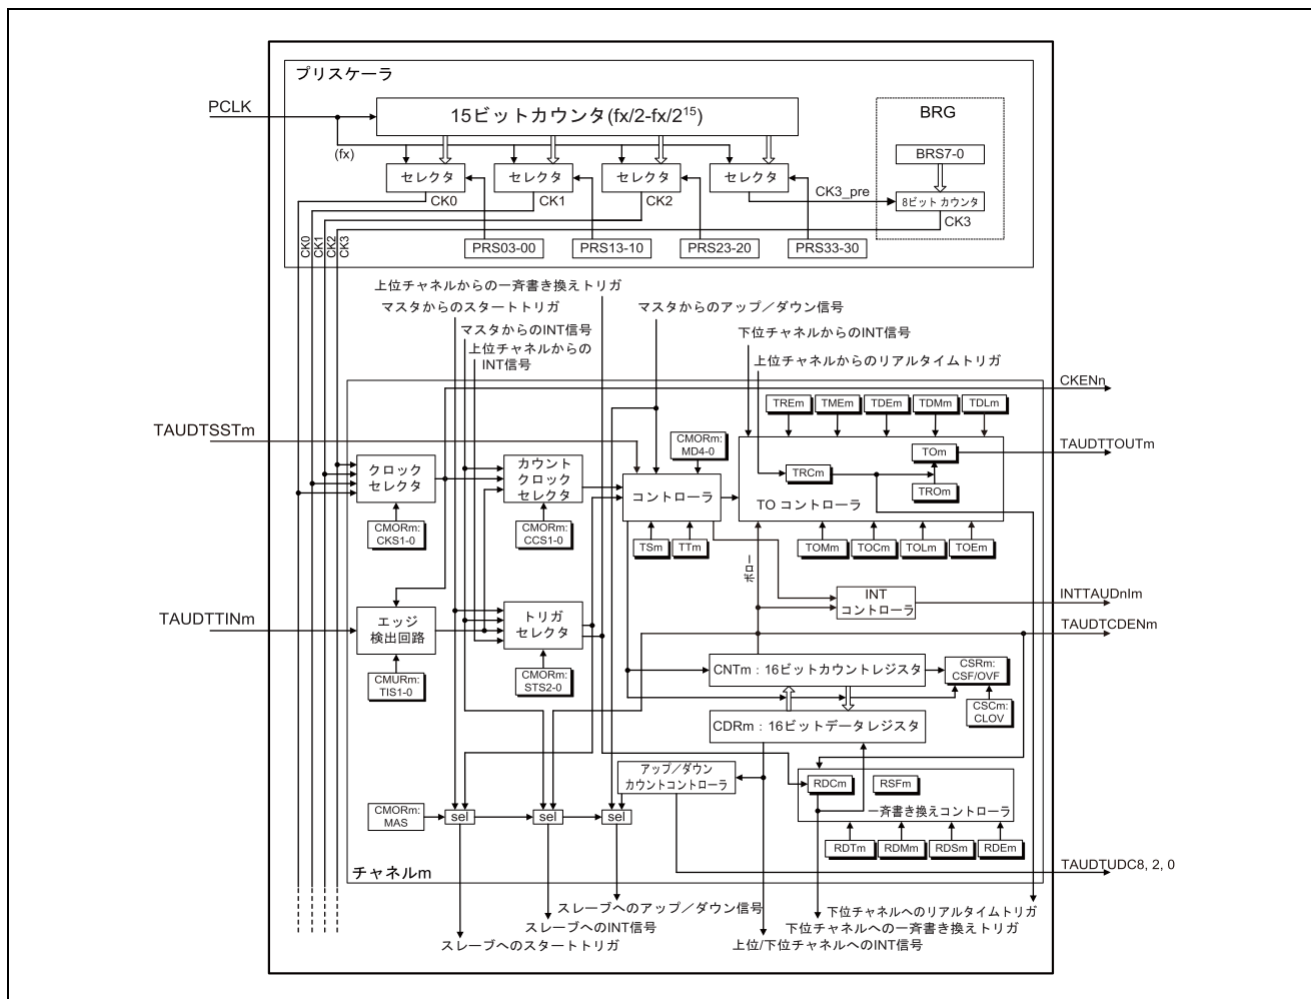 プリスケーラ
PCLK
15ビットカウンタ(fx/2-fx/2¹⁵)
BRG
(fx)
BRS7-0
セレクタ
セレクタ
セレクタ
セレクタ
CK3_pre
8ビット カウンタ
CK0
CK1
CK2
CK3
CK0
CK1
CK2
CK3
PRS03-00
PRS13-10
PRS23-20
PRS33-30
上位チャネルからの一斉書き換えトリガ
マスタからのスタートトリガ
マスタからのINT信号
上位チャネルからの
INT信号
マスタからのアップ／ダウン信号
下位チャネルからのINT信号
上位チャネルからのリアルタイムトリガ
CKENn
TREm
TMEm
TDEm
TDMm
TDLm
TAUDTSSTm
CMORm:
MD4-0
TOm
TAUDTTOUTm
クロック
セレクタ
カウント
クロック
セレクタ
コントローラ
TRCm
TROm
TO コントローラ
CMORm:
CKS1-0
CMORm:
CCS1-0
TSm
TTm
TOMm
TOCm
TOLm
TOEm
ボロー
INT
コントローラ
INTTAUDnIm
TAUDTTINm
エッジ
検出回路
トリガ
セレクタ
TAUDTCDENm
CMURm:
TIS1-0
CMORm:
STS2-0
CNTm：16ビットカウントレジスタ
CSRm:
CSF/OVF
CSCm:
CLOV
CDRm：16ビットデータレジスタ
アップ／ダウン
カウントコントローラ
RDCm
RSFm
一斉書き換えコントローラ
CMORm:
MAS
sel
sel
sel
RDTm
RDMm
RDSm
RDEm
チャネルm
TAUDTUDC8, 2, 0
スレーブへのアップ／ダウン信号
スレーブへのINT信号
スレーブへのスタートトリガ
下位チャネルへのリアルタイムトリガ
下位チャネルへの一斉書き換えトリガ
上位/下位チャネルへのINT信号